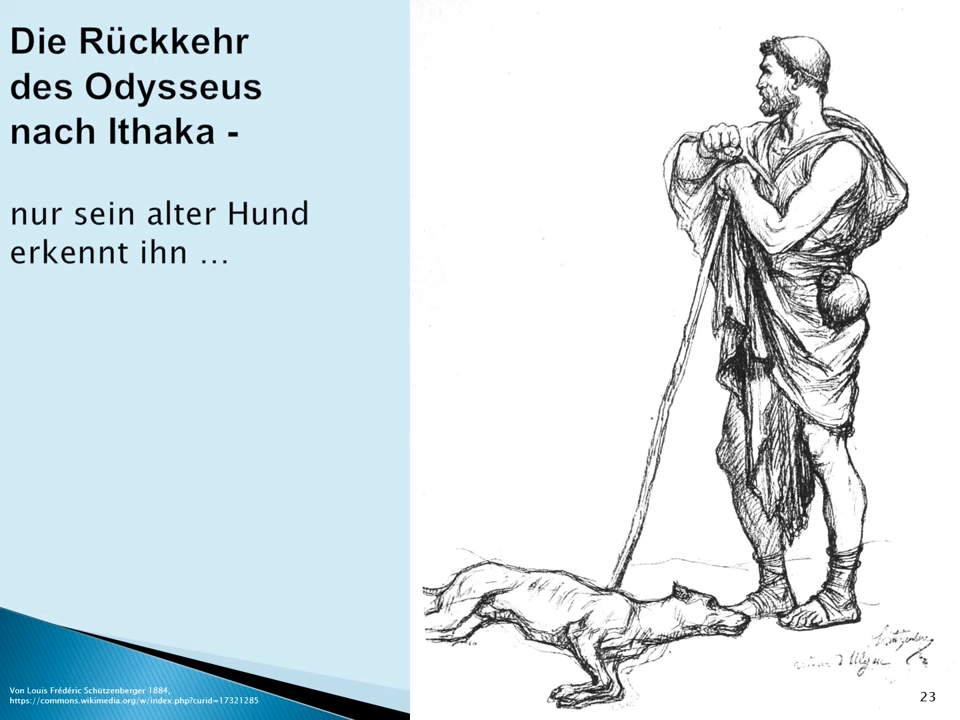 Die Rückkehr
des Odysseus
nach Ithaka -
nur sein alter Hund
erkennt ihn …
Von Louis Frédéric Schützenberger 1884,
https://commons.wikimedia.org/w/index.php?curid=17321285
23